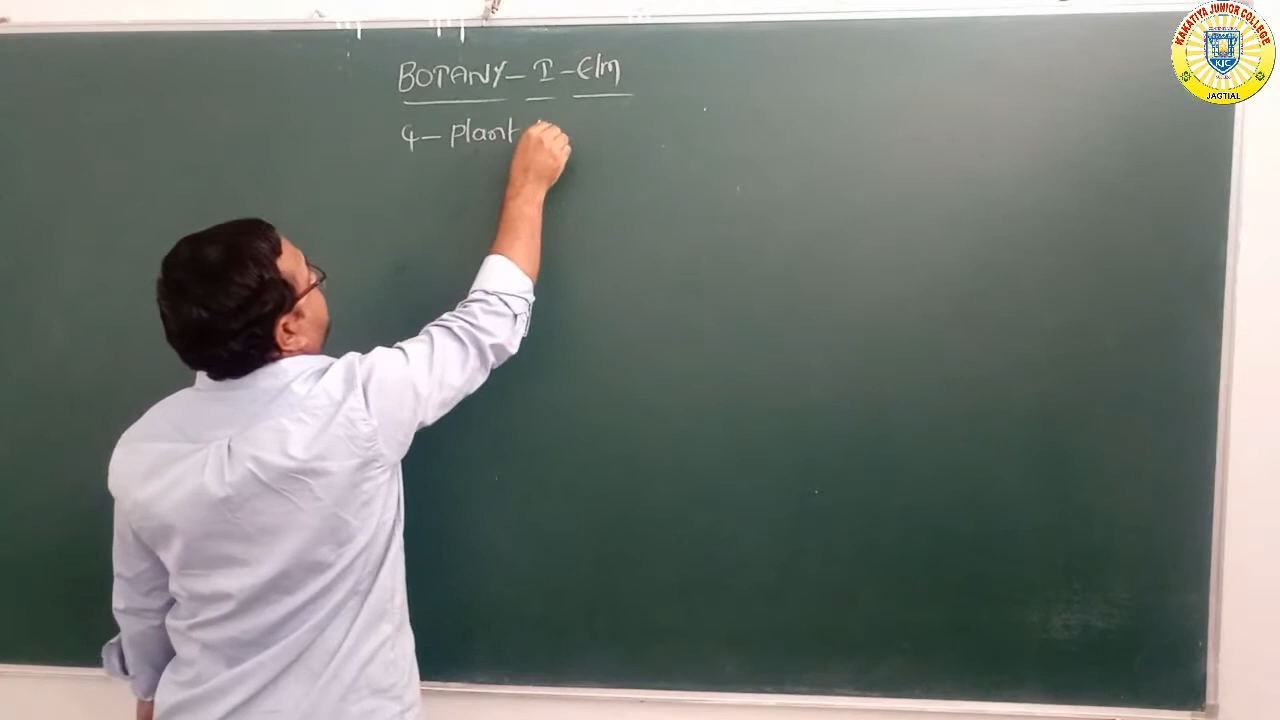 BOTANY - I - E/m
4 - Plant
KAKATIYA JUNIOR COLLEGE
KJC
JAGTIAL